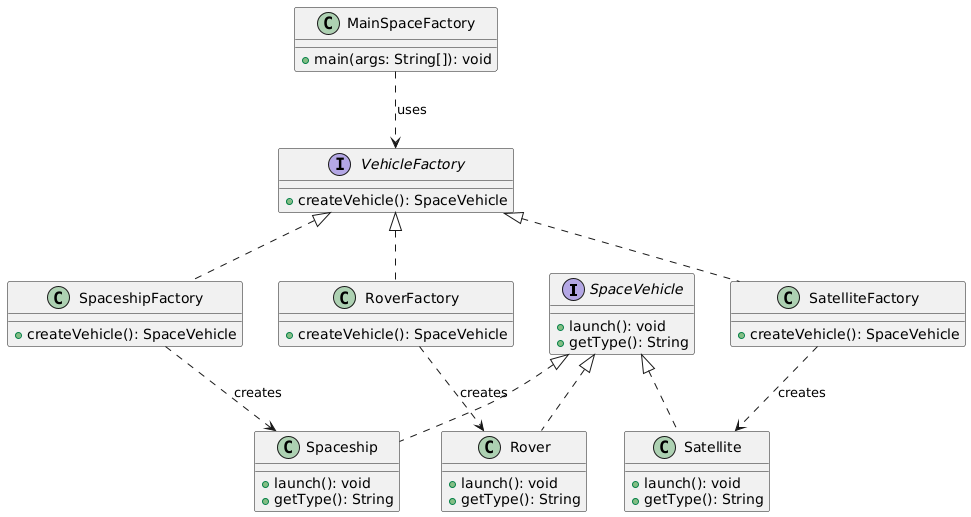 C MainSpaceFactory
main(args: String[]): void
uses
I VehicleFactory
createVehicle(): SpaceVehicle
C SpaceshipFactory
createVehicle(): SpaceVehicle
C RoverFactory
createVehicle(): SpaceVehicle
I SpaceVehicle
launch(): void
getType(): String
C SatelliteFactory
createVehicle(): SpaceVehicle
creates
creates
creates
C Spaceship
launch(): void
getType(): String
C Rover
launch(): void
getType(): String
C Satellite
launch(): void
getType(): String